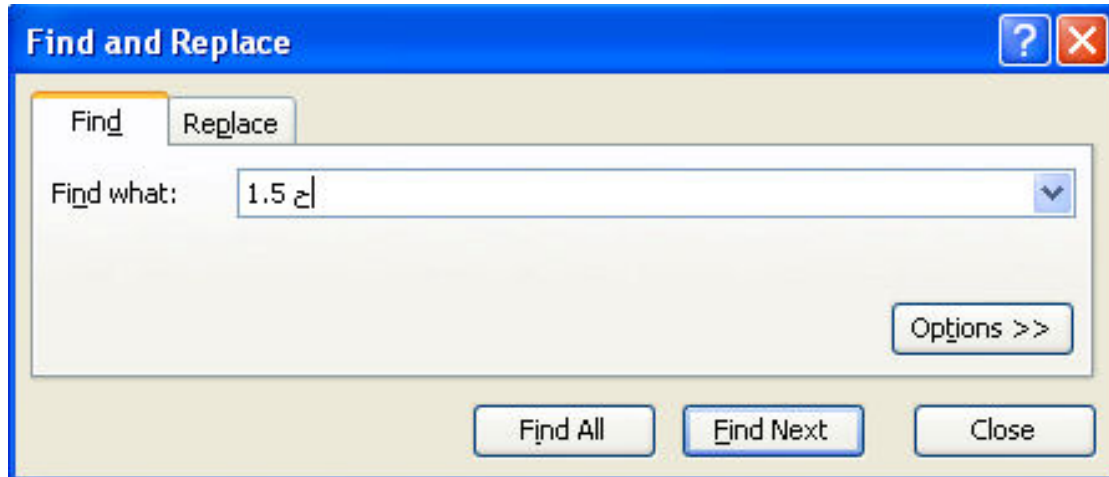 Find and Replace
Find Replace
Find what: 1.5 ح
Options >>
Find All Find Next Close